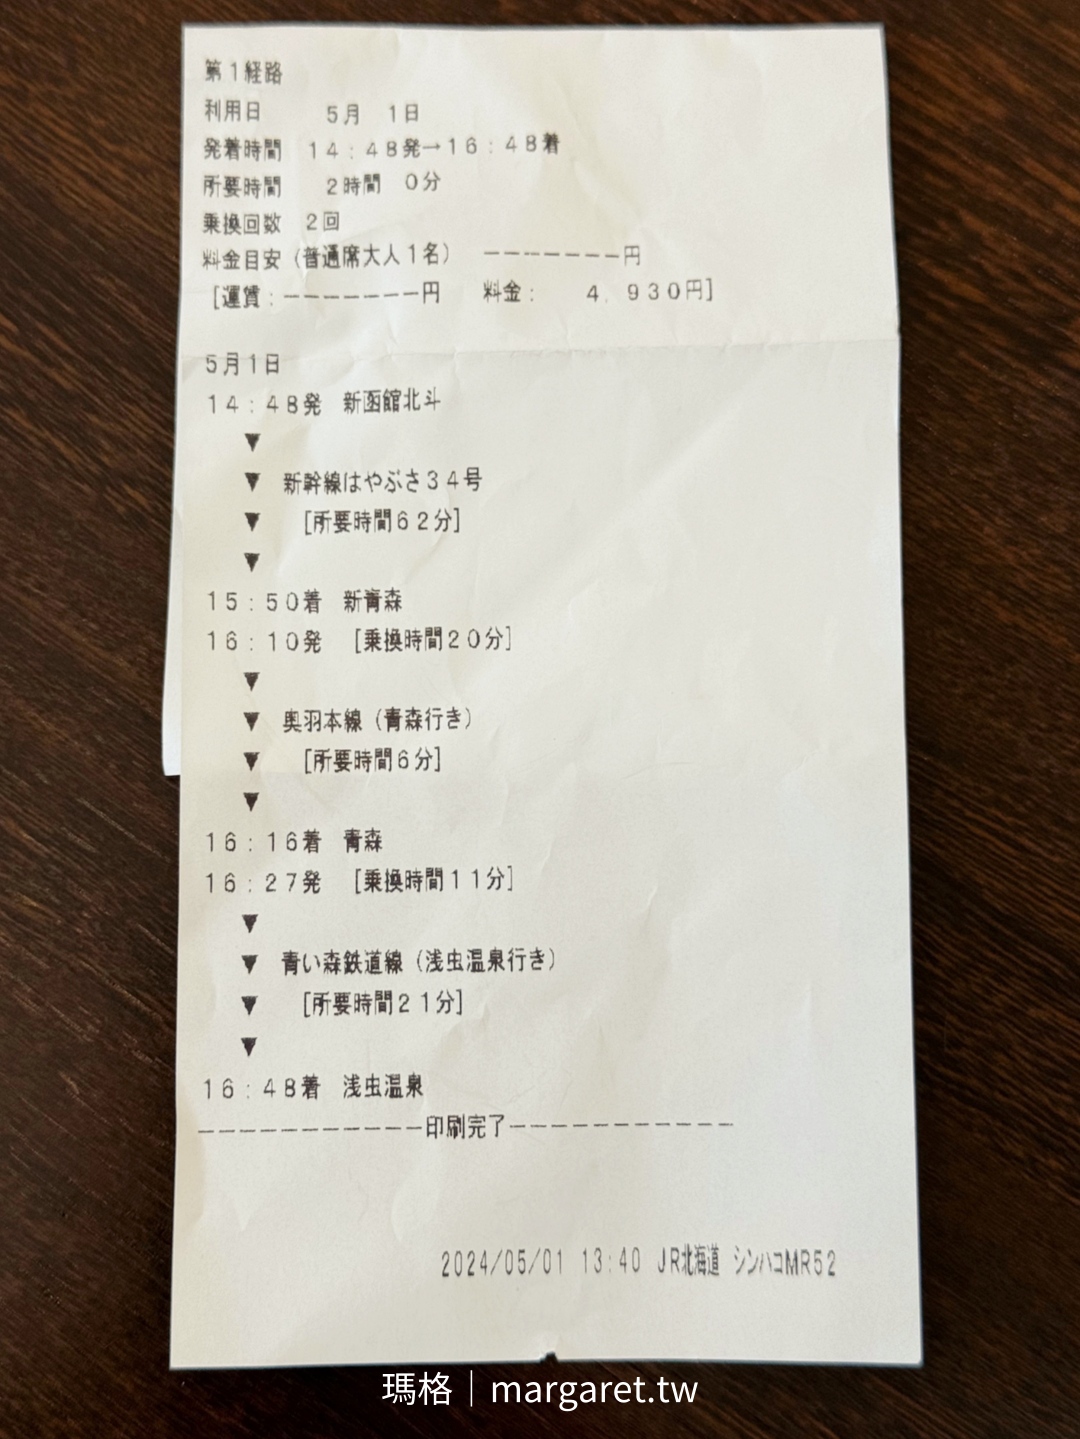 第1経路
利用日　　5月　1日
発着時間　14:48発→16:48着
所要時間　　2時間　0分
乗換回数　2回
料金目安（普通席大人1名）　-------円
[運賃:-------円　　料金:　　4,930円]
5月1日
14:48発　新函館北斗
▼
▼　新幹線はやぶさ34号
▼　　[所要時間62分]
▼
15:50着　新青森
16:10発　[乗換時間20分]
▼
▼　奥羽本線（青森行き）
▼　　[所要時間6分]
▼
16:16着　青森
16:27発　[乗換時間11分]
▼
▼　青い森鉄道線（浅虫温泉行き）
▼　　[所要時間21分]
▼
16:48着　浅虫温泉
-----------印刷完了-----------
2024/05/01 13:40 JR北海道 シンハコMR52
瑪格｜margaret.tw